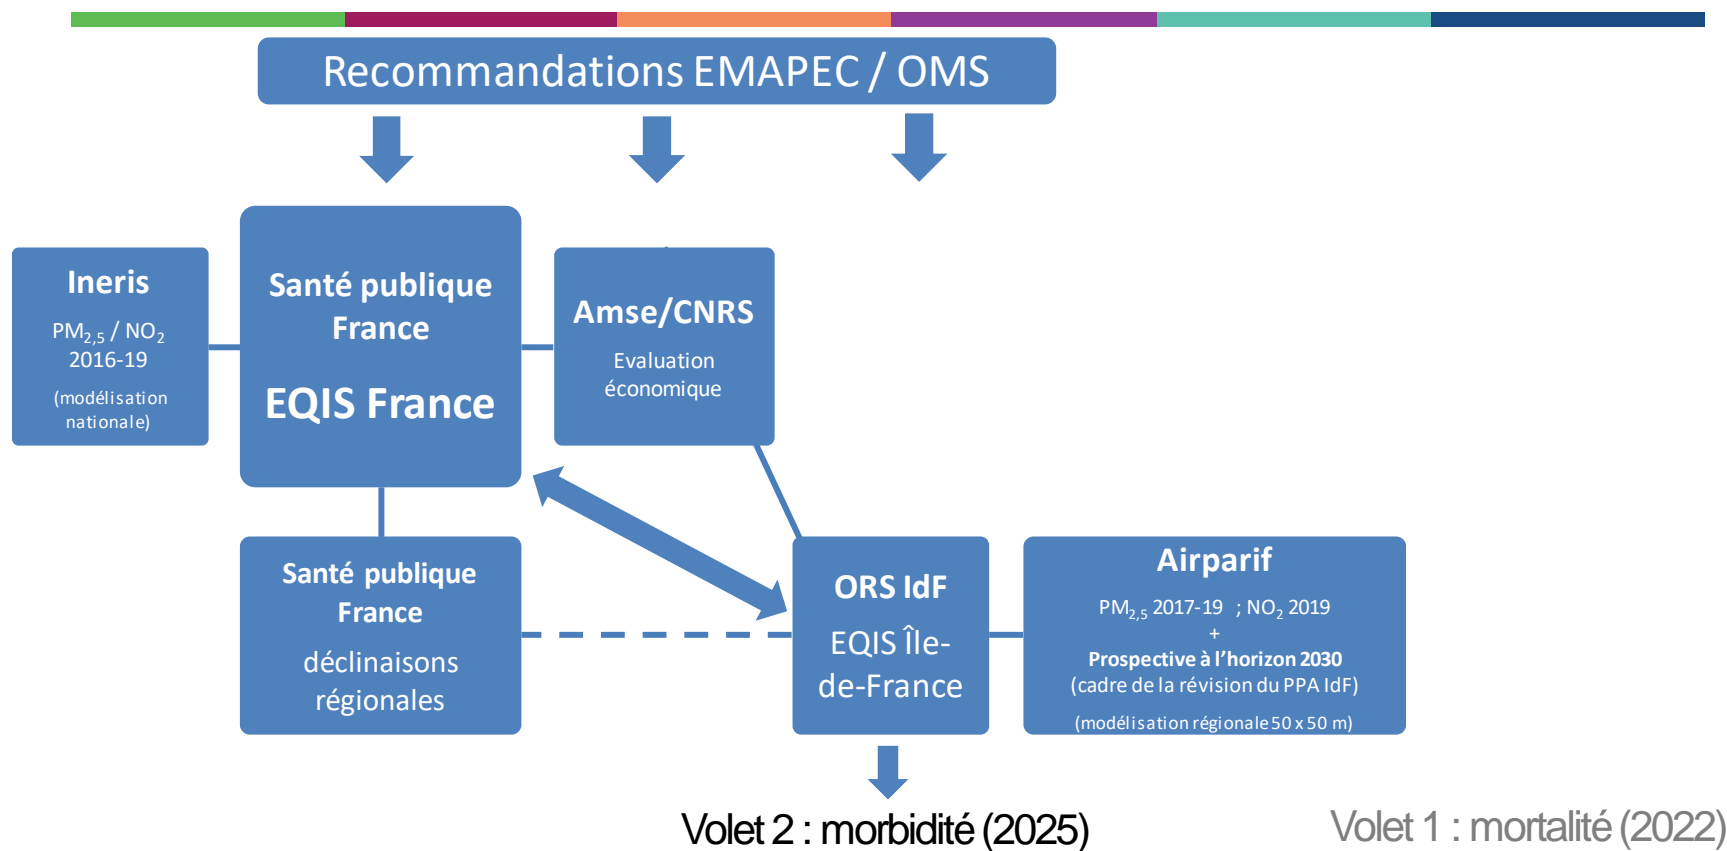 Recommandations EMAPEC / OMS
Ineris
PM2,5 / NO2
2016-19
(modélisation
nationale)
Santé publique
France
EQIS France
Amse/CNRS
Evaluation
économique
Santé publique
France
déclinaisons
régionales
ORS IdF
EQIS Île-
de-France
Airparif
PM2,5 2017-19 ; NO2 2019
+
Prospective à l'horizon 2030
(cadre de la révision du PPA IdF)
(modélisation régionale 50 x 50 m)
Volet 2 : morbidité (2025)
Volet 1 : mortalité (2022)